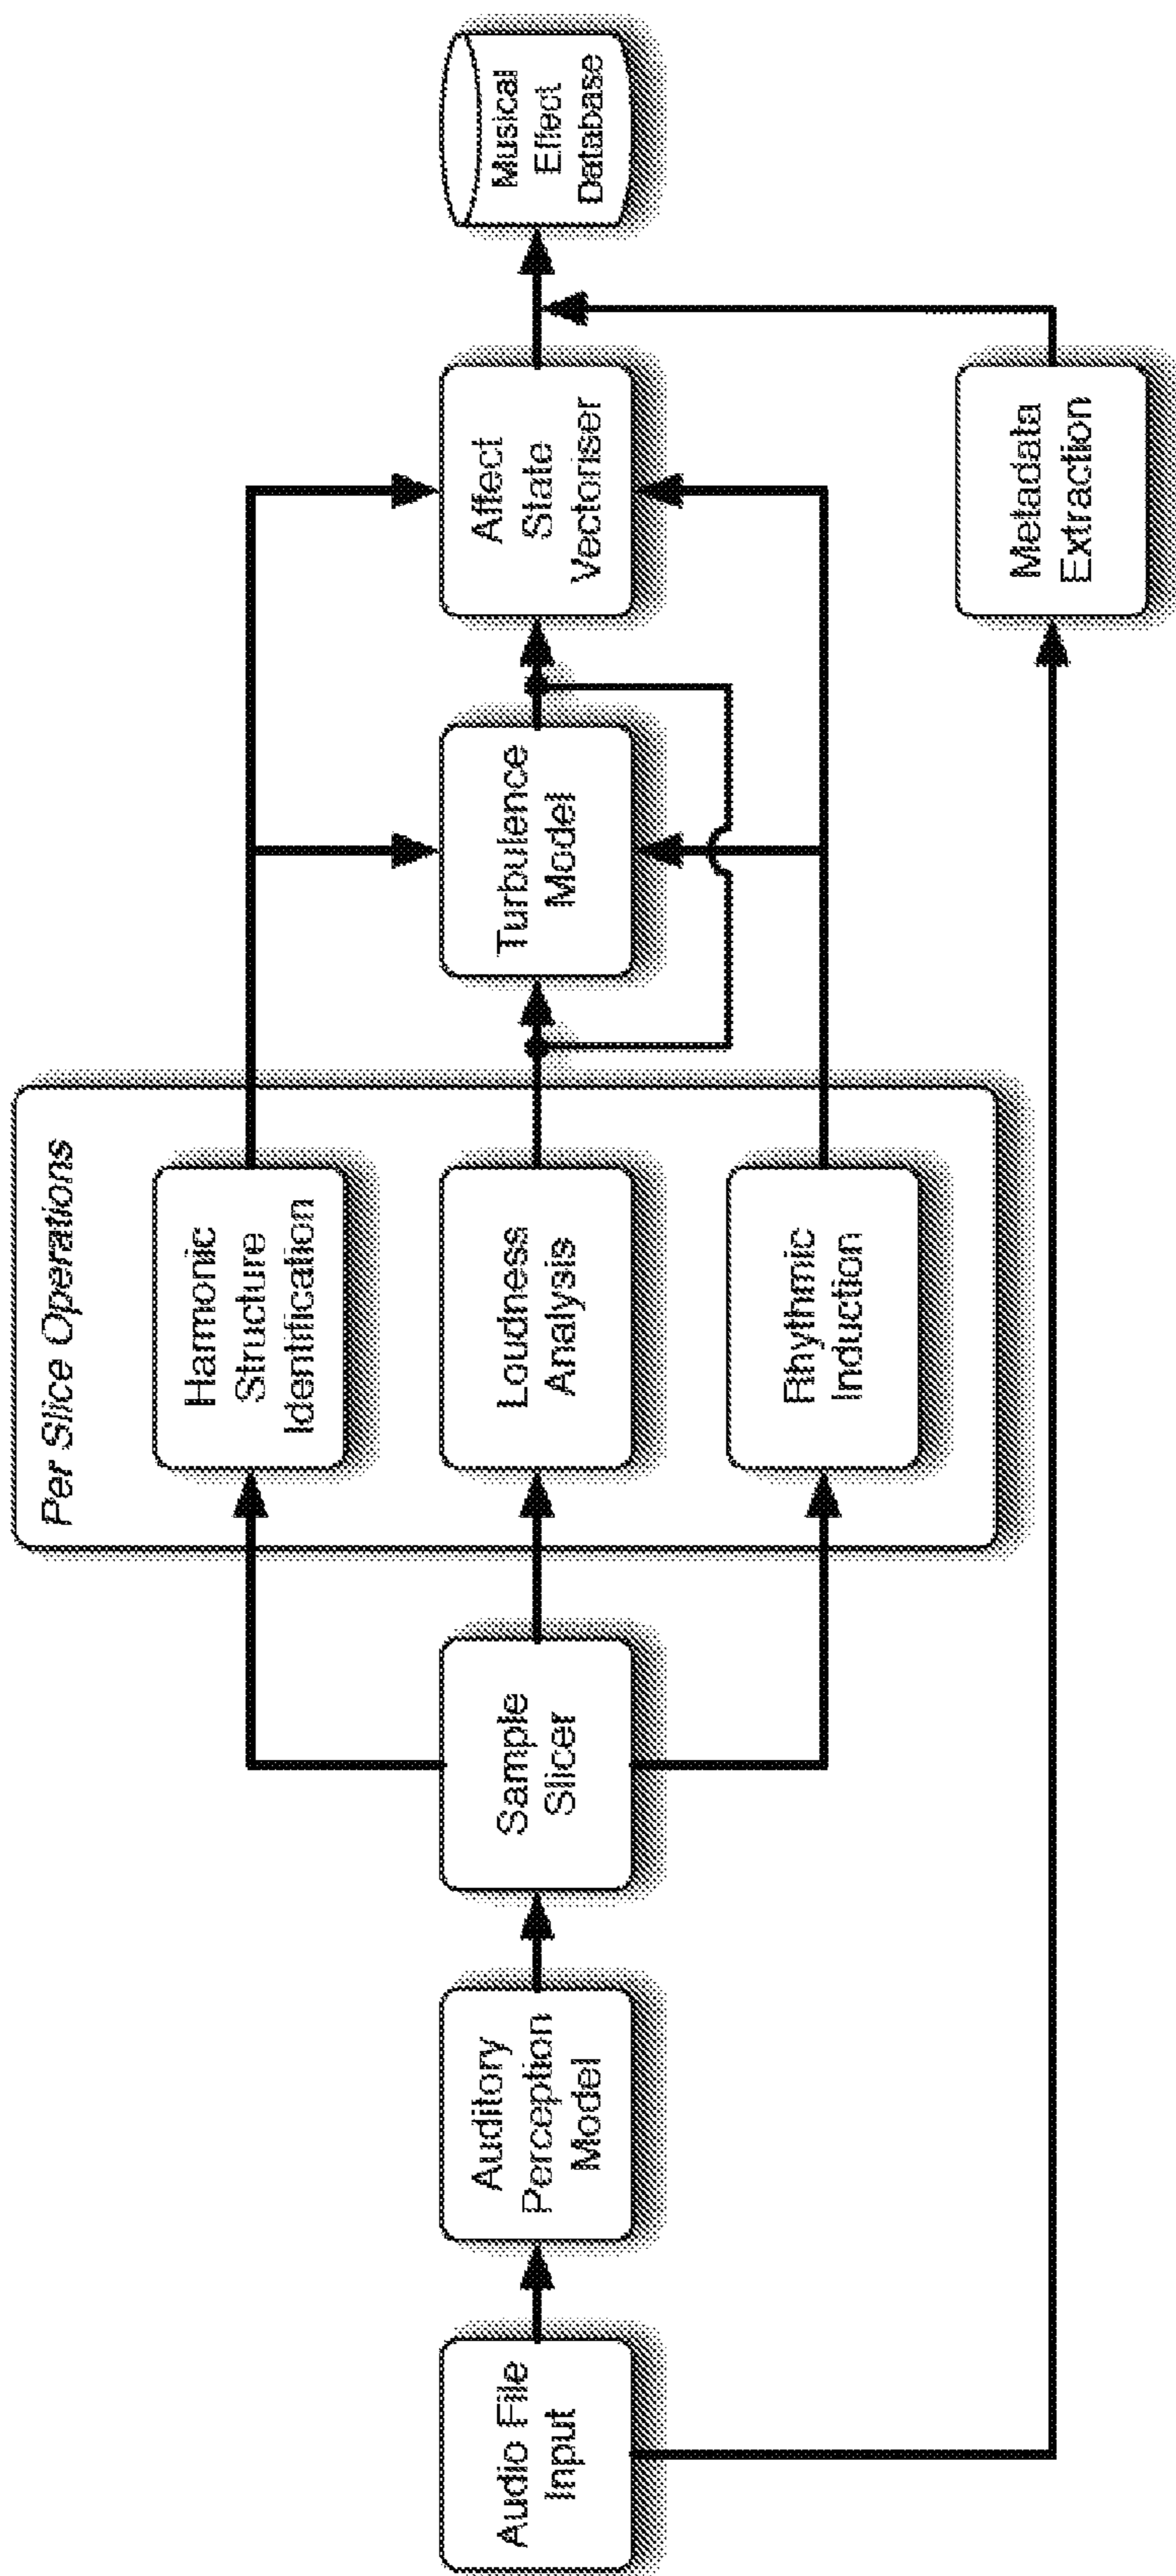 Audio File
Input
Auditory
Perception
Model
Sample
Slicer
Per Slice Operations
Harmonic
Structure
Identification
Loudness
Analysis
Rhythmic
Induction
Turbulence
Model
Affect
State
Vectoriser
Metadata
Extraction
Musical
Effect
Database